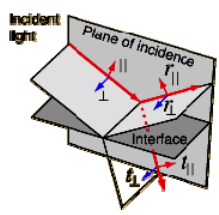 Incident
light
Plane of incidence
||
r||
⊥
r⊥
Interface
t⊥
t||